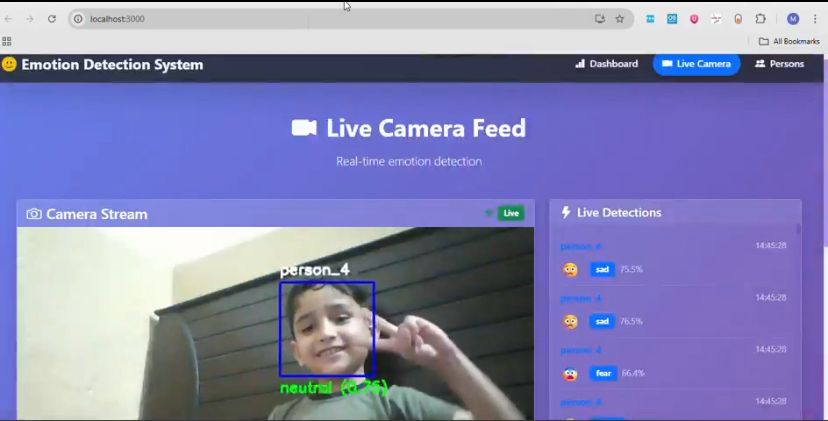 localhost:3000
M
All Bookmarks
Emotion Detection System
Dashboard
Live Camera
Persons
Live Camera Feed
Real-time emotion detection
Camera Stream
Live
person_4
neutral (0.75)
Live Detections
person_4
14:45:28
sad
75.5%
person_4
14:45:28
sad
76.5%
person_4
14:45:28
fear
66.4%
person_4
14:45:28